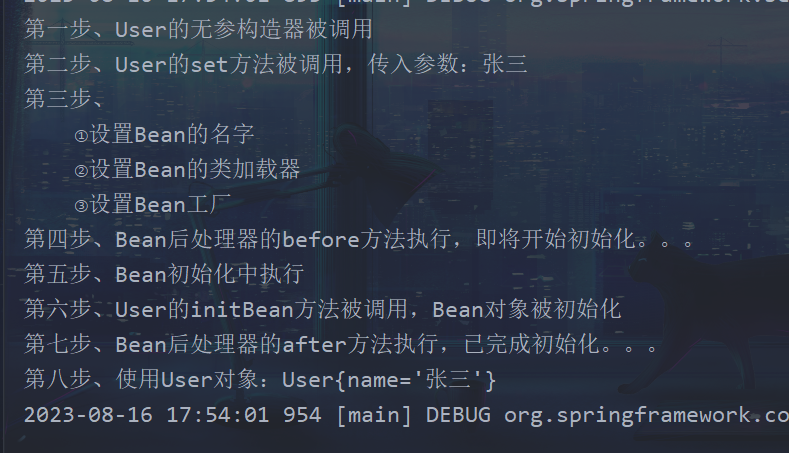 第一步、User的无参构造器被调用
第二步、User的set方法被调用，传入参数：张三
第三步、
①设置Bean的名字
②设置Bean的类加载器
③设置Bean工厂
第四步、Bean后处理器的before方法执行，即将开始初始化。。。
第五步、Bean初始化中执行
第六步、User的initBean方法被调用，Bean对象被初始化
第七步、Bean后处理器的after方法执行，已完成初始化。。。
第八步、使用User对象：User{name='张三'}
2023-08-16 17:54:01 954 [main] DEBUG org.springframework.co